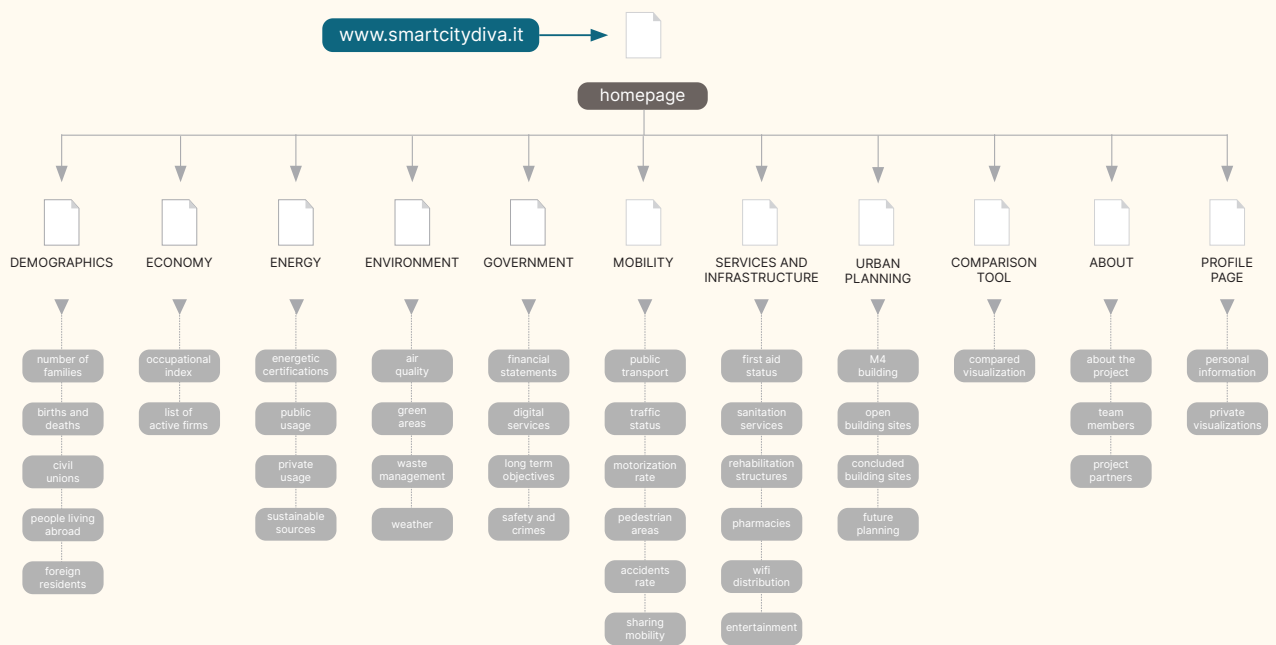 www.smartcitydiva.it
homepage
DEMOGRAPHICS
number of
families
births and
deaths
civil
unions
people living
abroad
foreign
residents
ECONOMY
occupational
index
list of
active firms
ENERGY
energetic
certifications
public
usage
private
usage
sustainable
sources
ENVIRONMENT
air
quality
green
areas
waste
management
weather
GOVERNMENT
financial
statements
digital
services
long term
objectives
safety and
crimes
MOBILITY
public
transport
traffic
status
motorization
rate
pedestrian
areas
accidents
rate
sharing
mobility
SERVICES AND
INFRASTRUCTURE
first aid
status
sanitation
services
rehabilitation
structures
pharmacies
wifi
distribution
entertainment
URBAN
PLANNING
M4
building
open
building sites
concluded
building sites
future
planning
COMPARISON
TOOL
compared
visualization
ABOUT
about the
project
team
members
project
partners
PROFILE
PAGE
personal
information
private
visualizations